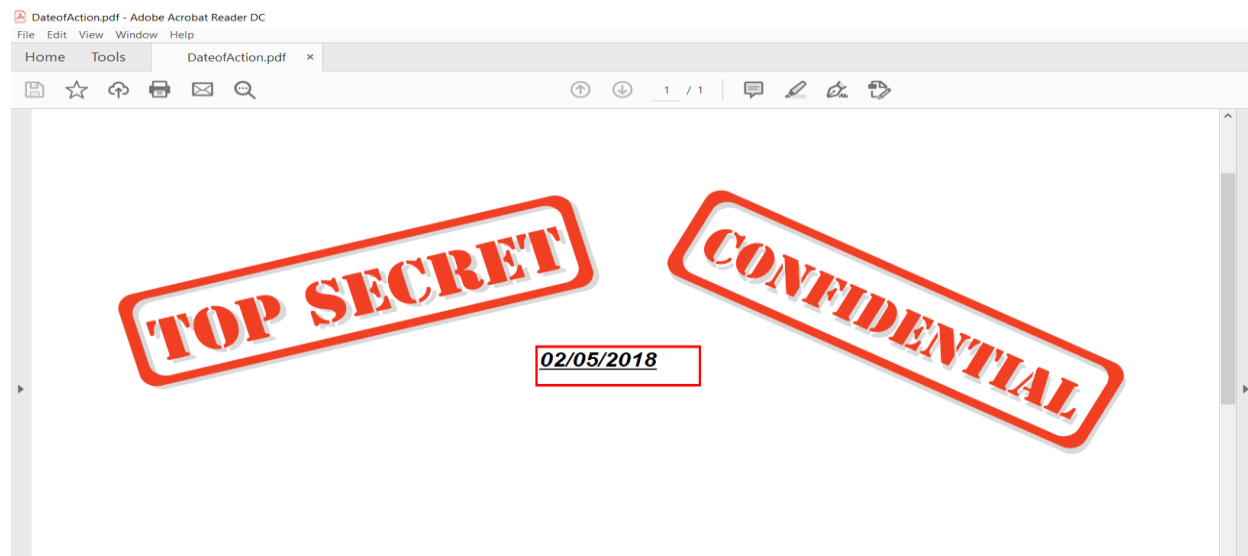 DateofAction.pdf - Adobe Acrobat Reader DC
File Edit View Window Help
Home Tools DateofAction.pdf ×
1 / 1
TOP SECRET
CONFIDENTIAL
02/05/2018